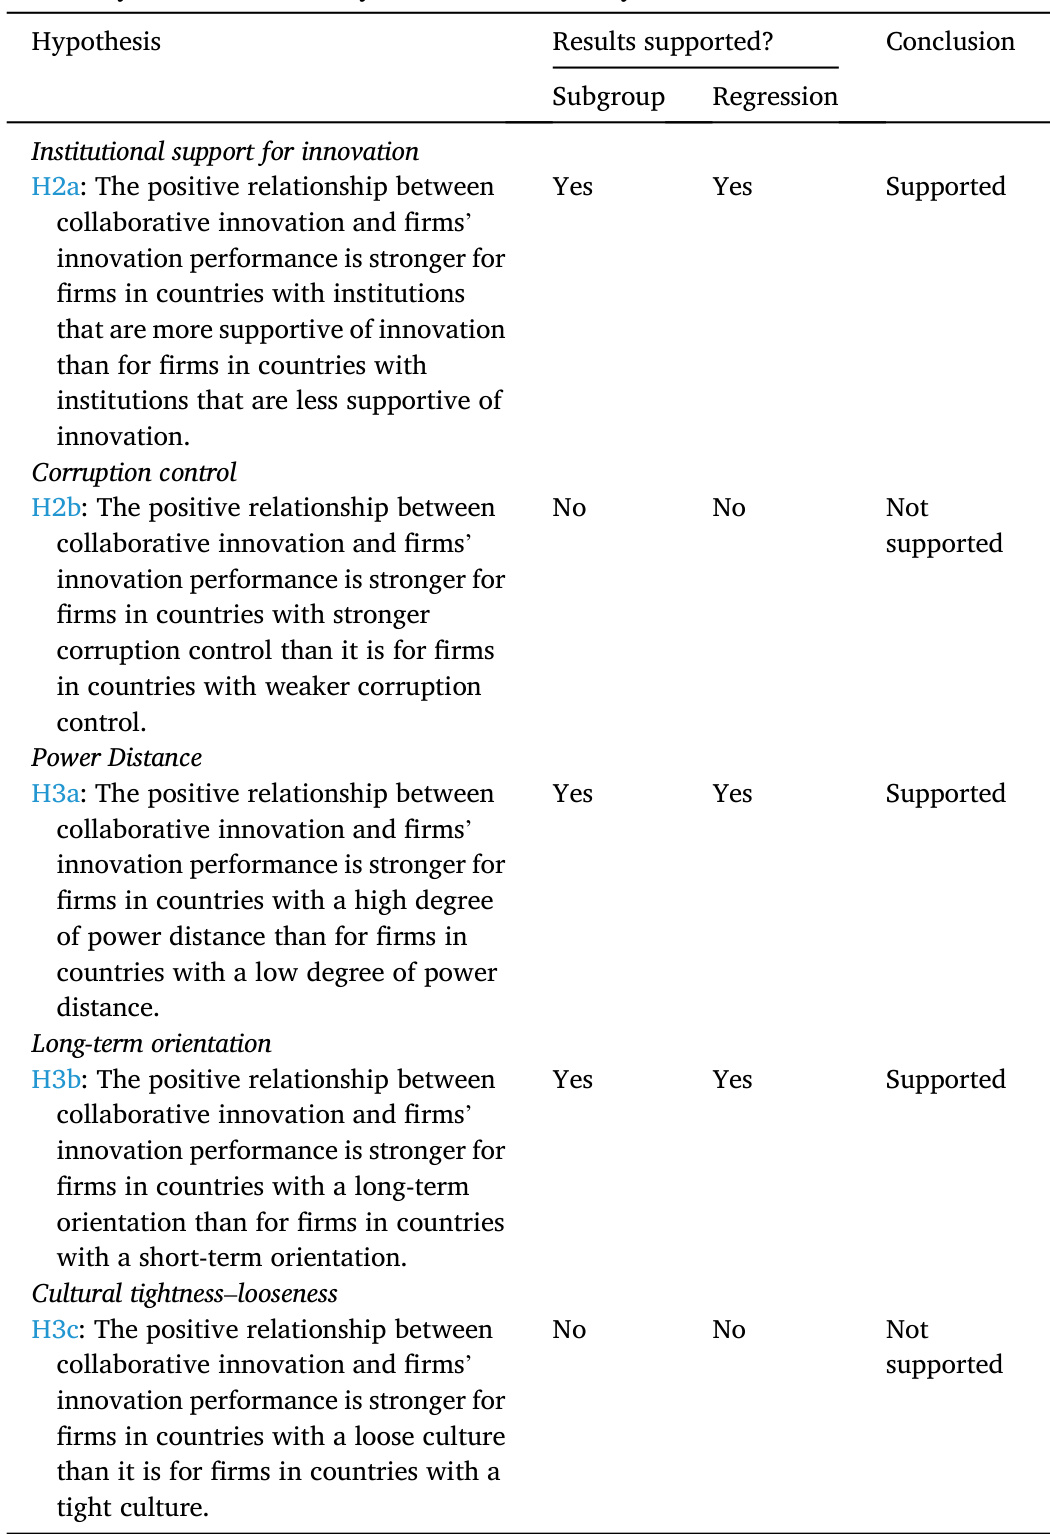 Hypothesis Results supported? Conclusion
Subgroup Regression
Institutional support for innovation
H2a: The positive relationship between Yes Yes Supported
collaborative innovation and firms’
innovation performance is stronger for
firms in countries with institutions
that are more supportive of innovation
than for firms in countries with
institutions that are less supportive of
innovation.
Corruption control
H2b: The positive relationship between No No Not
collaborative innovation and firms’ supported
innovation performance is stronger for
firms in countries with stronger
corruption control than it is for firms
in countries with weaker corruption
control.
Power Distance
H3a: The positive relationship between Yes Yes Supported
collaborative innovation and firms’
innovation performance is stronger for
firms in countries with a high degree
of power distance than for firms in
countries with a low degree of power
distance.
Long-term orientation
H3b: The positive relationship between Yes Yes Supported
collaborative innovation and firms’
innovation performance is stronger for
firms in countries with a long-term
orientation than for firms in countries
with a short-term orientation.
Cultural tightness–looseness
H3c: The positive relationship between No No Not
collaborative innovation and firms’ supported
innovation performance is stronger for
firms in countries with a loose culture
than it is for firms in countries with a
tight culture.